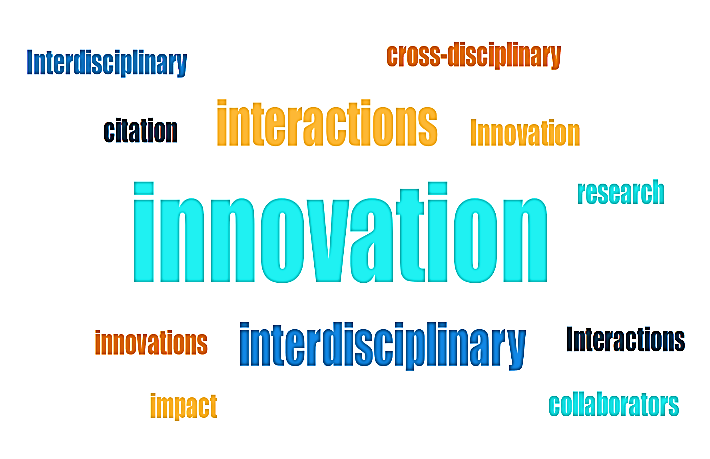 Interdisciplinary
cross-disciplinary
citation
interactions
Innovation
innovation
research
innovations
interdisciplinary
Interactions
impact
collaborators